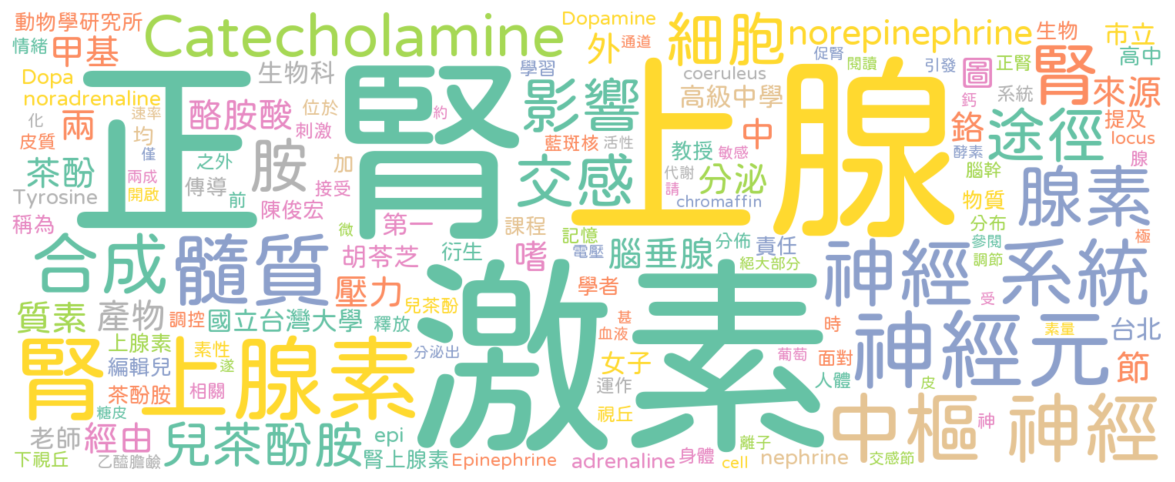 動物學研究所
Catecholamine
Dopamine
外
通道
細胞
norepinephrine
生物
市立
情緒
甲基
正
腎
上腺
生物科
學習
影響
coeruleus
促腎
閱讀
引發
正腎
圖
腎
高中
Dopa
noradrenaline
速率
酪胺酸
位於
約
高級中學
系統
鈣
來源
化
皮質
兩
均
僅
刺激
交感
藍斑核
活性
中
鉻
途徑
提及
locus
茶酚
兩成
開啟
之外
胺
加
教授
敏感
酵素
腦幹
腺
Tyrosine
傳導
前
接受
陳俊宏
代謝
請
分泌
chromaffin
物質
腺素
稱為
微
第一
課程
記憶
分佈
責任
電壓
分布
參閱
調節
極
合成
髓質
胡苓芝
衍生
嗜
腦垂腺
絕大部分
神經
系統
質素
產物
調控
國立台灣大學
壓力
兒茶酚
釋放
激素
學者
甚
血液
時
受
素量
台北
腎上腺素
上腺素
編輯兒
素性
遂
分泌出
女子
葡萄
面對
神經元
節
茶酚胺
相關
運作
人體
皮
糖皮
老師
經由
兒茶酚胺
epi
視丘
中樞
神經
神
下視丘
乙醯膽鹼
腎上腺素
Epinephrine
adrenaline
身體
離子
cell
nephrine
交感節